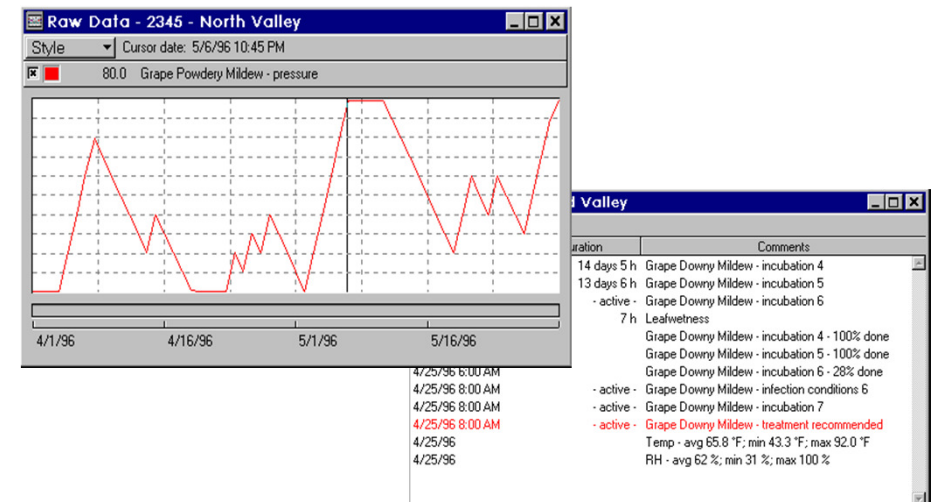 Raw Data - 2345 - North Valley
Style Cursor date: 5/6/96 10:45 PM
80.0 Grape Powdery Mildew - pressure
4/1/96 4/16/96 5/1/96 5/16/96
Valley
uration Comments
14 days 5 h Grape Downy Mildew - incubation 4
13 days 6 h Grape Downy Mildew - incubation 5
- active - Grape Downy Mildew - incubation 6
7 h Leafwetness
Grape Downy Mildew - incubation 4 - 100% done
Grape Downy Mildew - incubation 5 - 100% done
4/25/96 6:00 AM Grape Downy Mildew - incubation 6 - 28% done
4/25/96 8:00 AM - active - Grape Downy Mildew - infection conditions 6
4/25/96 8:00 AM - active - Grape Downy Mildew - incubation 7
4/25/96 8:00 AM - active - Grape Downy Mildew - treatment recommended
4/25/96 Temp - avg 65.8 °F; min 43.3 °F; max 92.0 °F
4/25/96 RH - avg 62 %; min 31 %; max 100 %